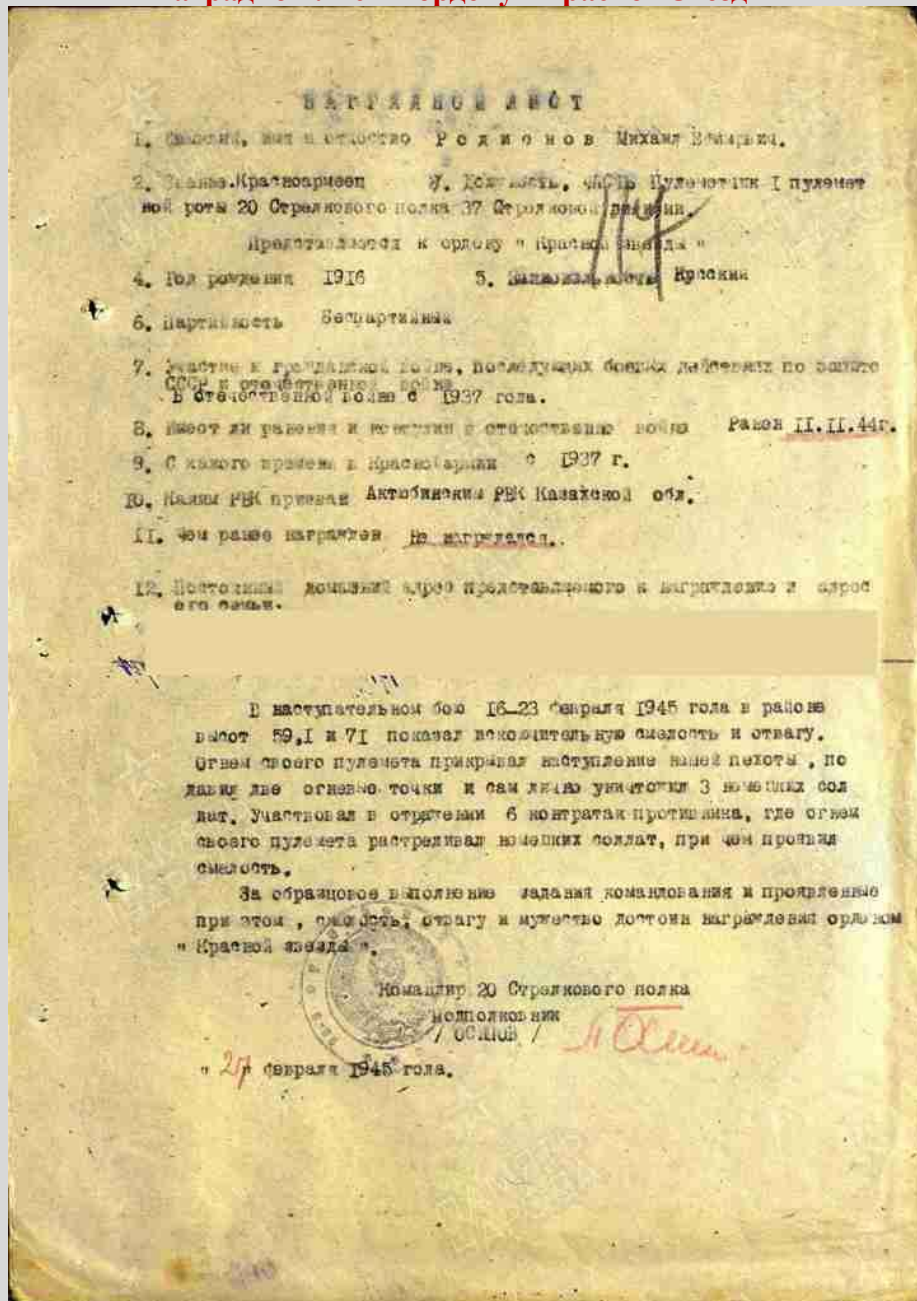 НАГРАДНОЙ ЛИСТ
1. Фамилия, имя и отчество Родионов Михаил
2. Звание.Красноармеец 3. Должность, часть Пулеметчик I пулемет
ной роты 20 Стрелкового полка 37 Стрелковой дивизии.
Представляется к ордену " Красной звезды "
4. Год рождения 1916 5. Национальность Русский
6. Партийность Беспартийный
7. Участие в гражданской войне, последующих боевых действиях по защите
СССР и отечественной войне
В отечественной войне с 1937 года.
8. Имеет ли ранения и контузии в отечественной войне Ранен II.II.44г.
9. С какого времени в Красной армии с 1937 г.
10. Каким РВК призван Актюбинским РВК Казахской обл.
II. Чем ранее награжден Не награждался.
12. Постоянный домашний адрес представляемого к награждению и адрес
его семьи.
В наступательном бою 16-23 февраля 1945 года в районе
высот 59,I и 71 показал исключительную смелость и отвагу.
Огнем своего пулемета прикрывал наступление нашей пехоты , по
давил две огневые точки и сам лично уничтожил 3 немецких сол
дат. Участвовал в отражении 6 контратак противника, где огнем
своего пулемета растреливал немецких солдат, при чем проявил
смелость.
За образцовое выполнение задания командования и проявленные
при этом , смелость, отвагу и мужество достоин награждения орденом
" Красной звезды ".
Командир 20 Стрелкового полка
подполковник
/ ОСИПОВ /
" 27 " февраля 1945 года.